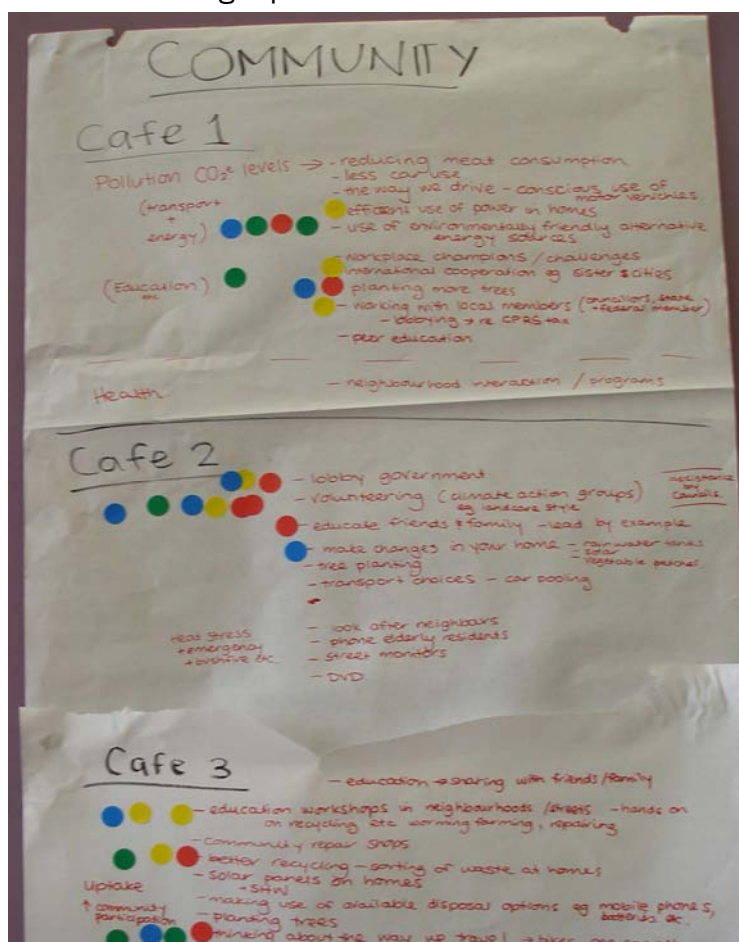 COMMUNITY
Cafe 1
Pollution CO₂e levels → - reducing meat consumption
- less car use
- the way we drive - conscious use of
motor vehichles
(transport
+
energy)
efficient use of power in homes
- use of environmentally friendly alternative
energy sources
- workplace champions / challenges
(Education)
etc
international cooperation eg sister cities
planting more trees
- working with local members (councillors, state
+ federal member)
- lobbying → re CPRS tax
- peer education
Health
- neighbourhood interaction / programs
Cafe 2
- lobby government
- volunteering (climate action groups)
eg landcare style
assistance
by
councils.
- educate friends & family - lead by example
- make changes in your home - rainwater tanks
- solar
- vegetable patches
- tree planting
- transport choices - car pooling
Heat stress
+ emergency
+ bushfire etc.
- look after neighbours
- phone elderly residents
- street monitors
- DVD
Cafe 3
- education → sharing with friends/family
- education workshops in neighbourhoods /streets - hands on
on recycling etc worming farming, repairing
- community repair shops
- better recycling - sorting of waste at homes
- solar panels on homes
+ SHW
Uptake
↑ community
participation
- making use of available disposal options eg mobile phones,
batteries etc.
- planting trees
thinking about the way we travel →